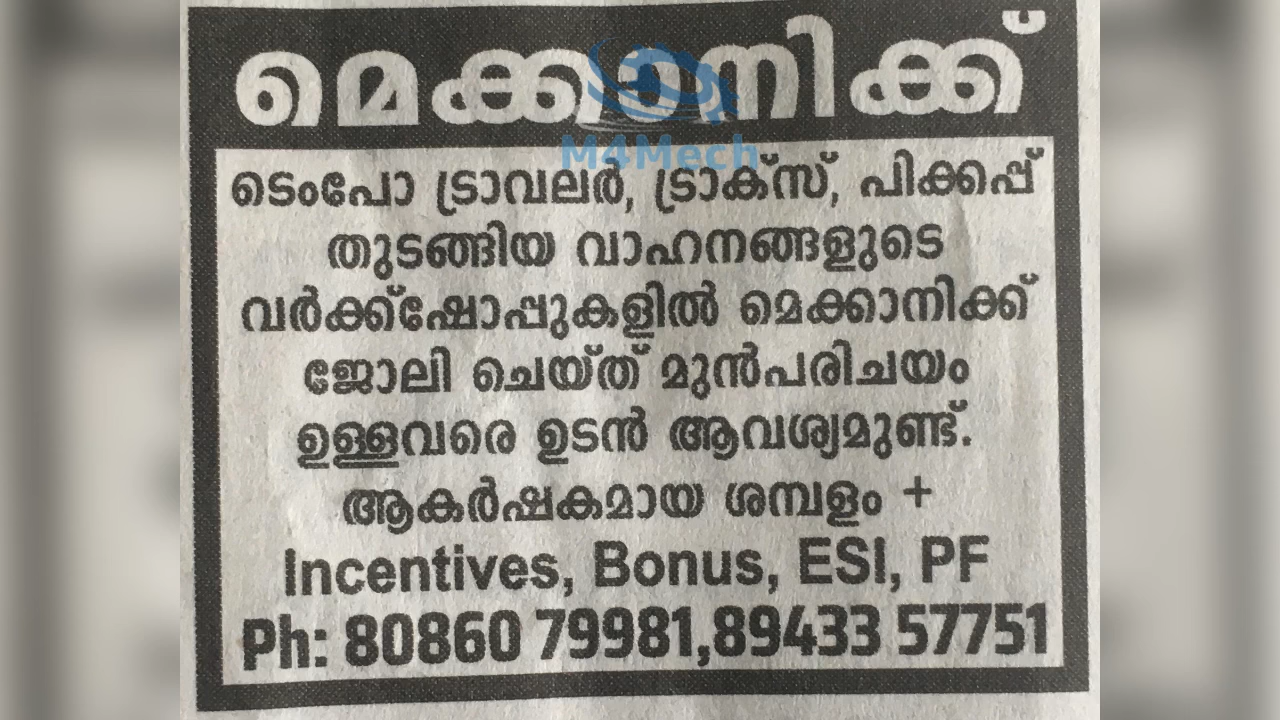 മെക്കാനിക്ക്
M4Mech
ടെംപോ ട്രാവലർ, ട്രാക്സ്, പിക്കപ്പ്
തുടങ്ങിയ വാഹനങ്ങളുടെ
വർക്ക്ഷോപ്പുകളിൽ മെക്കാനിക്ക്
ജോലി ചെയ്ത് മുൻപരിചയം
ഉള്ളവരെ ഉടൻ ആവശ്യമുണ്ട്.
ആകർഷകമായ ശമ്പളം +
Incentives, Bonus, ESI, PF
Ph: 80860 79981,89433 57751